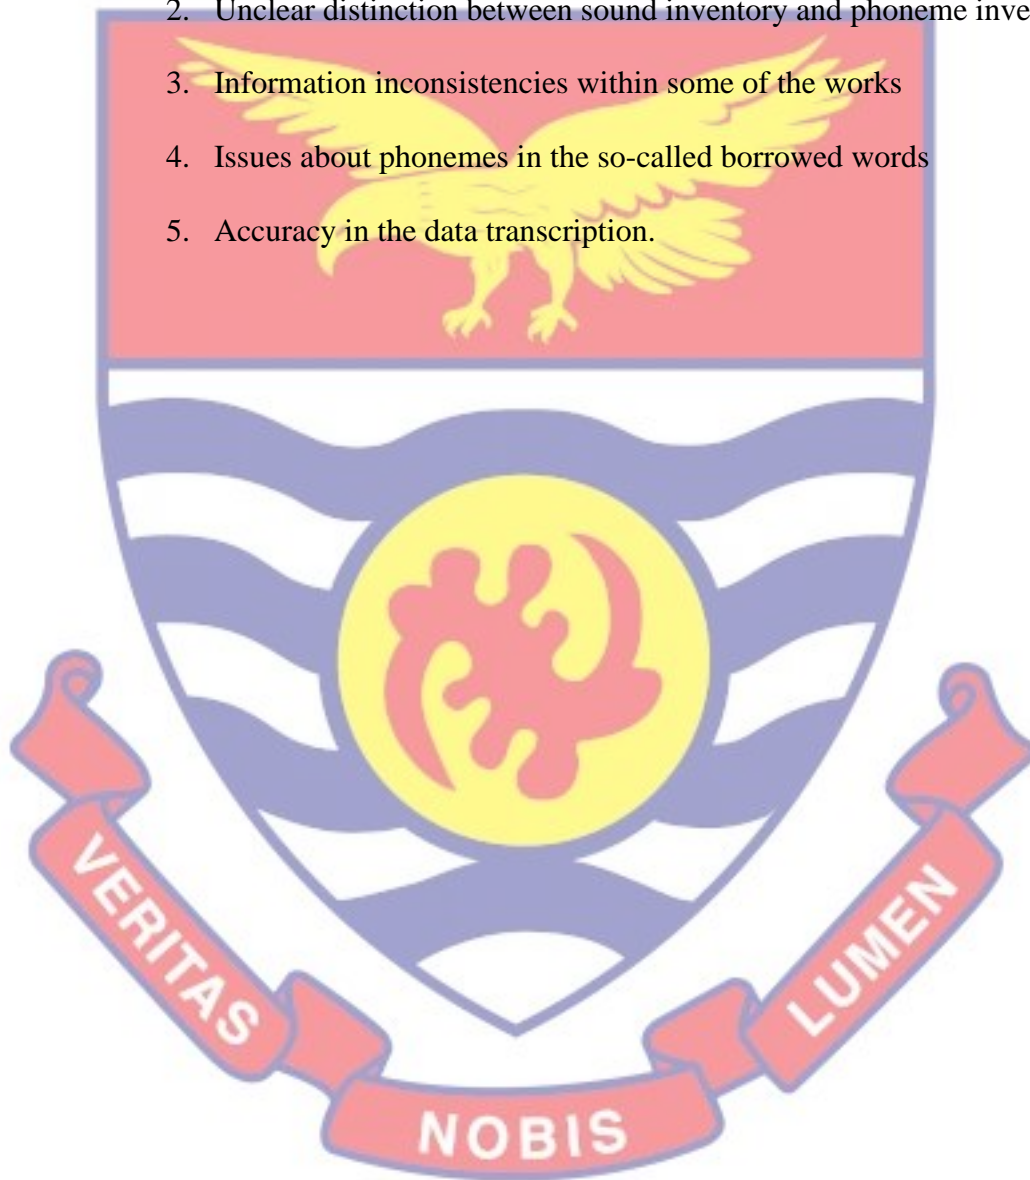 2. Unclear distinction between sound inventory and phoneme inve
3. Information inconsistencies within some of the works
4. Issues about phonemes in the so-called borrowed words
5. Accuracy in the data transcription.
VERITAS
NOBIS
LUMEN